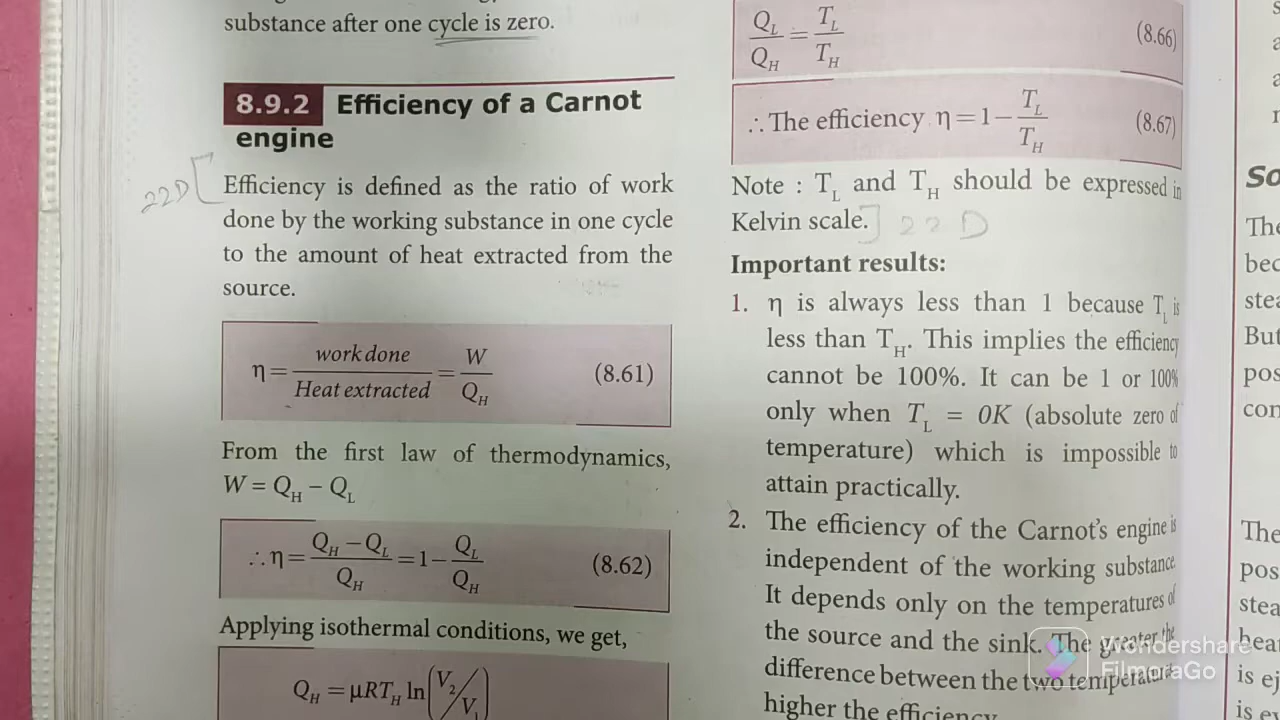 substance after one cycle is zero.
8.9.2 Efficiency of a Carnot
engine
22D
Efficiency is defined as the ratio of work
done by the working substance in one cycle
to the amount of heat extracted from the
source.
η = work done / Heat extracted = W / Q_H (8.61)
From the first law of thermodynamics,
W = Q_H − Q_L
∴ η = Q_H − Q_L / Q_H = 1 − Q_L / Q_H (8.62)
Applying isothermal conditions, we get,
Q_H = μRT_H ln(V_2/V_1)
Q_L / Q_H = T_L / T_H (8.66)
∴ The efficiency η = 1 − T_L / T_H (8.67)
Note : T_L and T_H should be expressed in
Kelvin scale. 22 D
Important results:
1. η is always less than 1 because T_L is
less than T_H. This implies the efficiency
cannot be 100%. It can be 1 or 100%
only when T_L = 0K (absolute zero of
temperature) which is impossible to
attain practically.
2. The efficiency of the Carnot's engine is
independent of the working substance.
It depends only on the temperatures of
the source and the sink. The greater the
difference between the two temperature
higher the efficiency
So
The
bec
stea
But
pos
con
The
pos
stea
hea
is ej
Wondershare
FilmoraGo